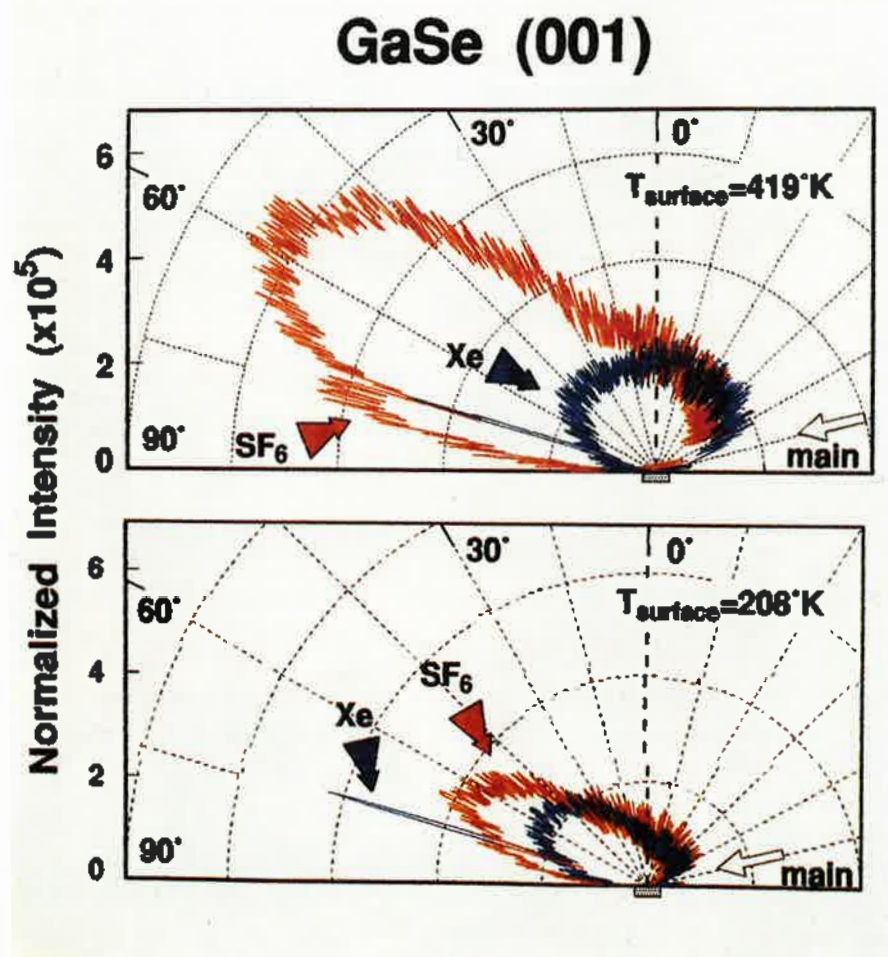 GaSe (001)
Normalized Intensity (x10⁵)
6
4
2
0
60°
30°
0°
90°
T_surface=419°K
Xe
SF₆
main
6
4
2
0
60°
30°
0°
90°
T_surface=208°K
SF₆
Xe
main